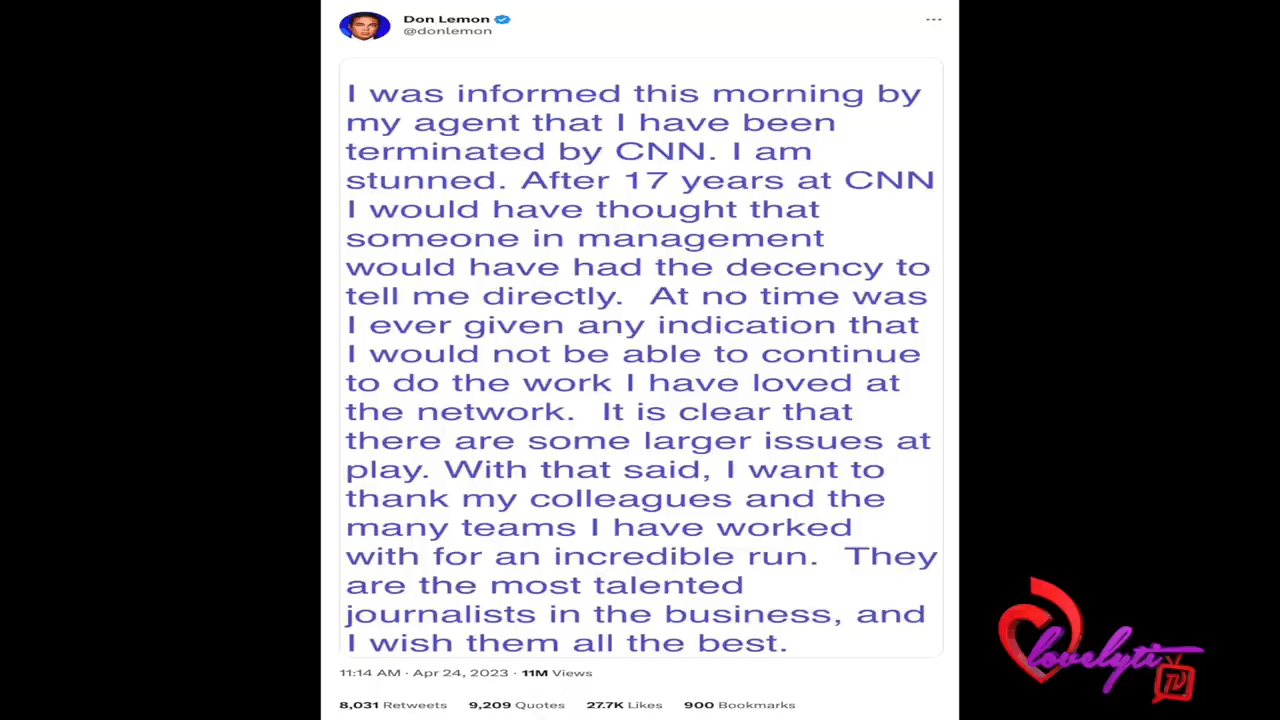 Don Lemon
@donlemon
I was informed this morning by
my agent that I have been
terminated by CNN. I am
stunned. After 17 years at CNN
I would have thought that
someone in management
would have had the decency to
tell me directly.  At no time was
I ever given any indication that
I would not be able to continue
to do the work I have loved at
the network.  It is clear that
there are some larger issues at
play. With that said, I want to
thank my colleagues and the
many teams I have worked
with for an incredible run.  They
are the most talented
journalists in the business, and
I wish them all the best.
11:14 AM · Apr 24, 2023 · 11M Views
8,031 Retweets 9,209 Quotes 27.7K Likes 900 Bookmarks
lovelyti
TV